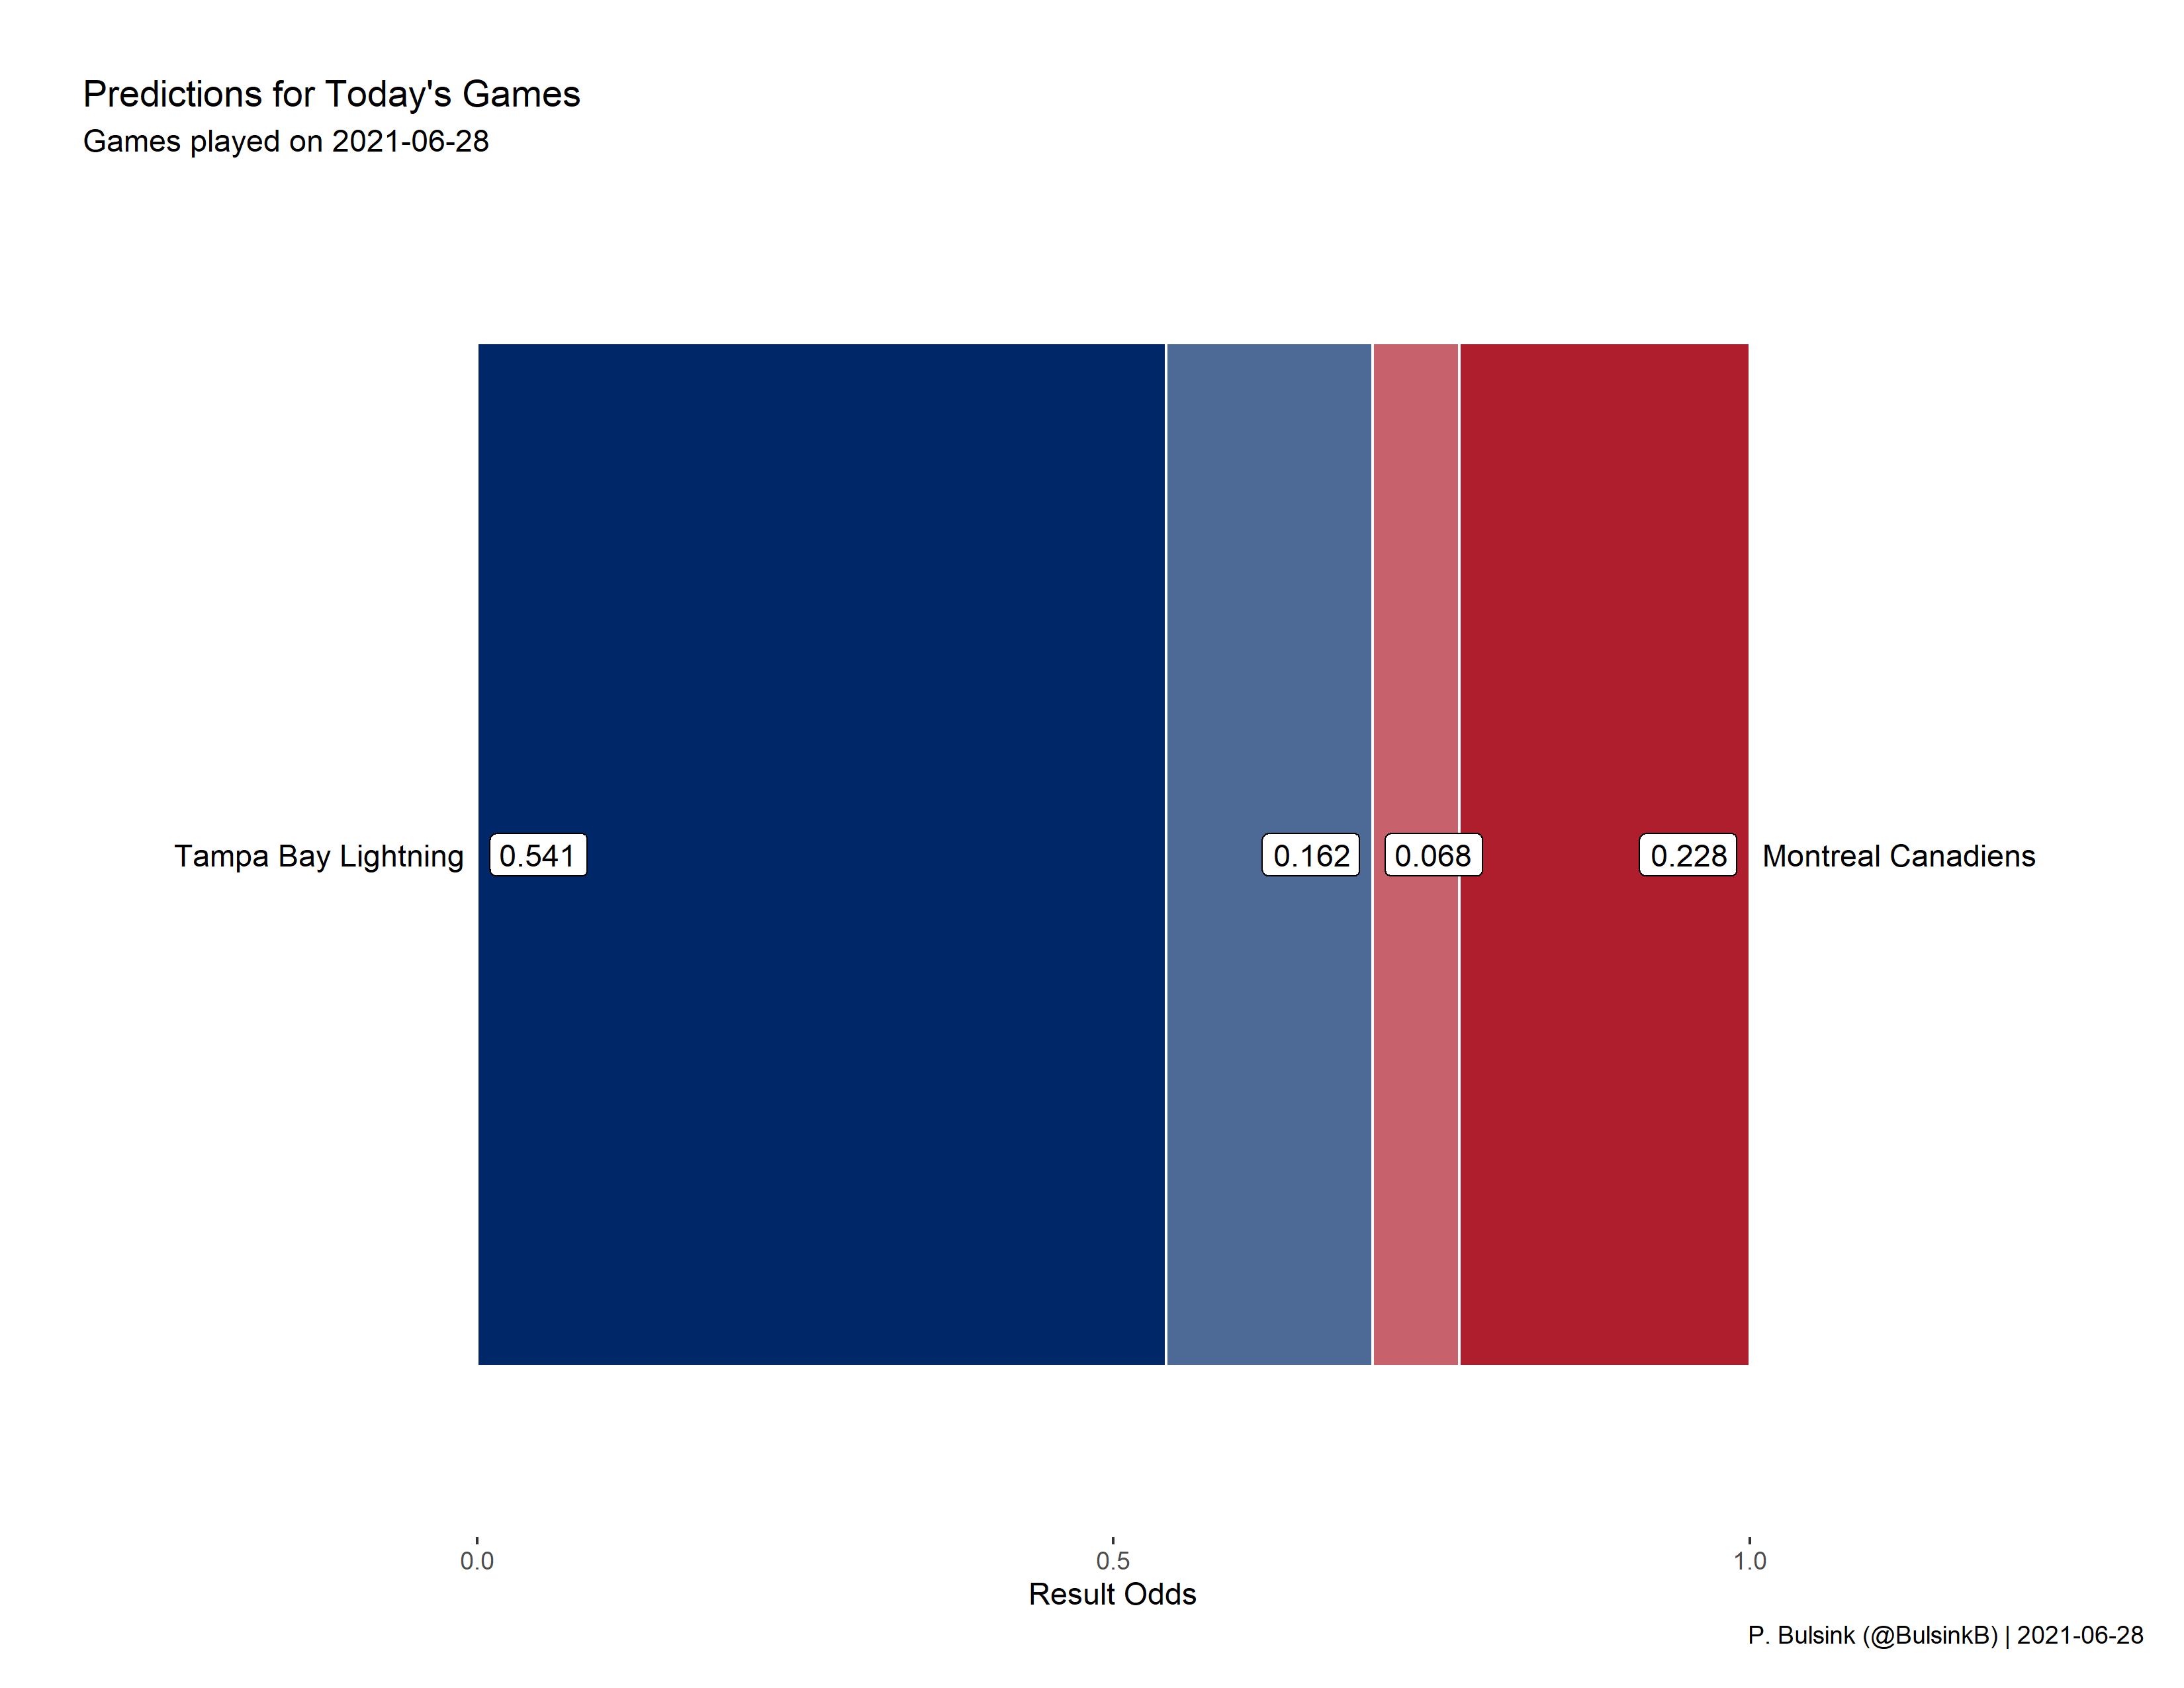 Predictions for Today's Games
Games played on 2021-06-28
Tampa Bay Lightning 0.541 0.162 0.068 0.228 Montreal Canadiens
0.0 0.5 1.0
Result Odds
P. Bulsink (@BulsinkB) | 2021-06-28